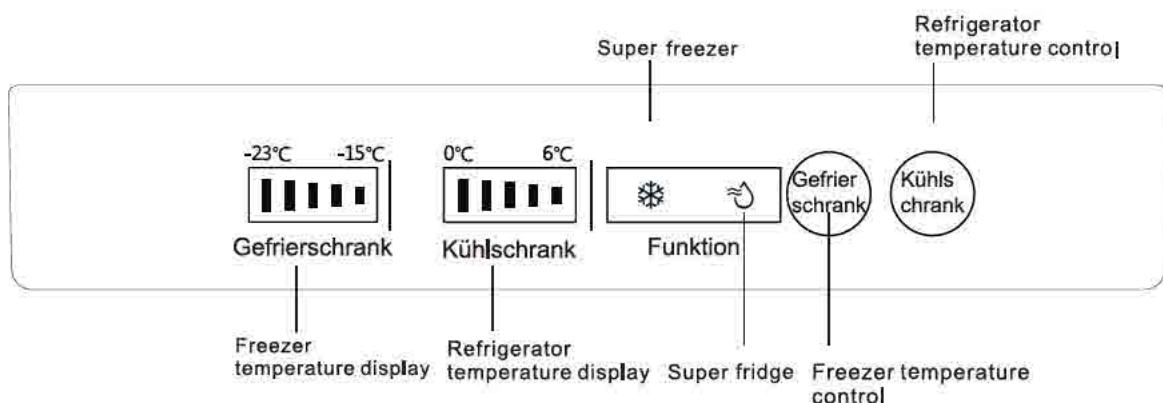 Super freezer
Refrigerator
temperature control
-23℃ -15℃
0℃ 6℃
Gefrier
schrank
Kühls
chrank
Gefrierschrank
Kühlschrank
Funktion
Freezer
temperature display
Refrigerator
temperature display
Super fridge
Freezer temperature
control